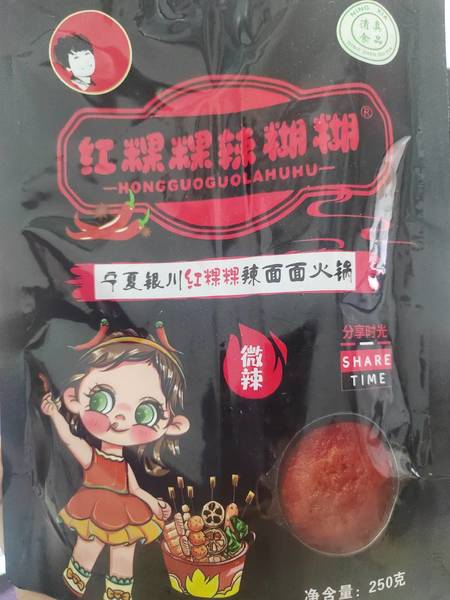 NING XIA
清真
食品
红粿粿辣糊糊®
HONGGUOGUOLAHUHU
宁夏银川红粿粿辣面面火锅
微辣
分享时光
SHARE
TIME
净含量：250克